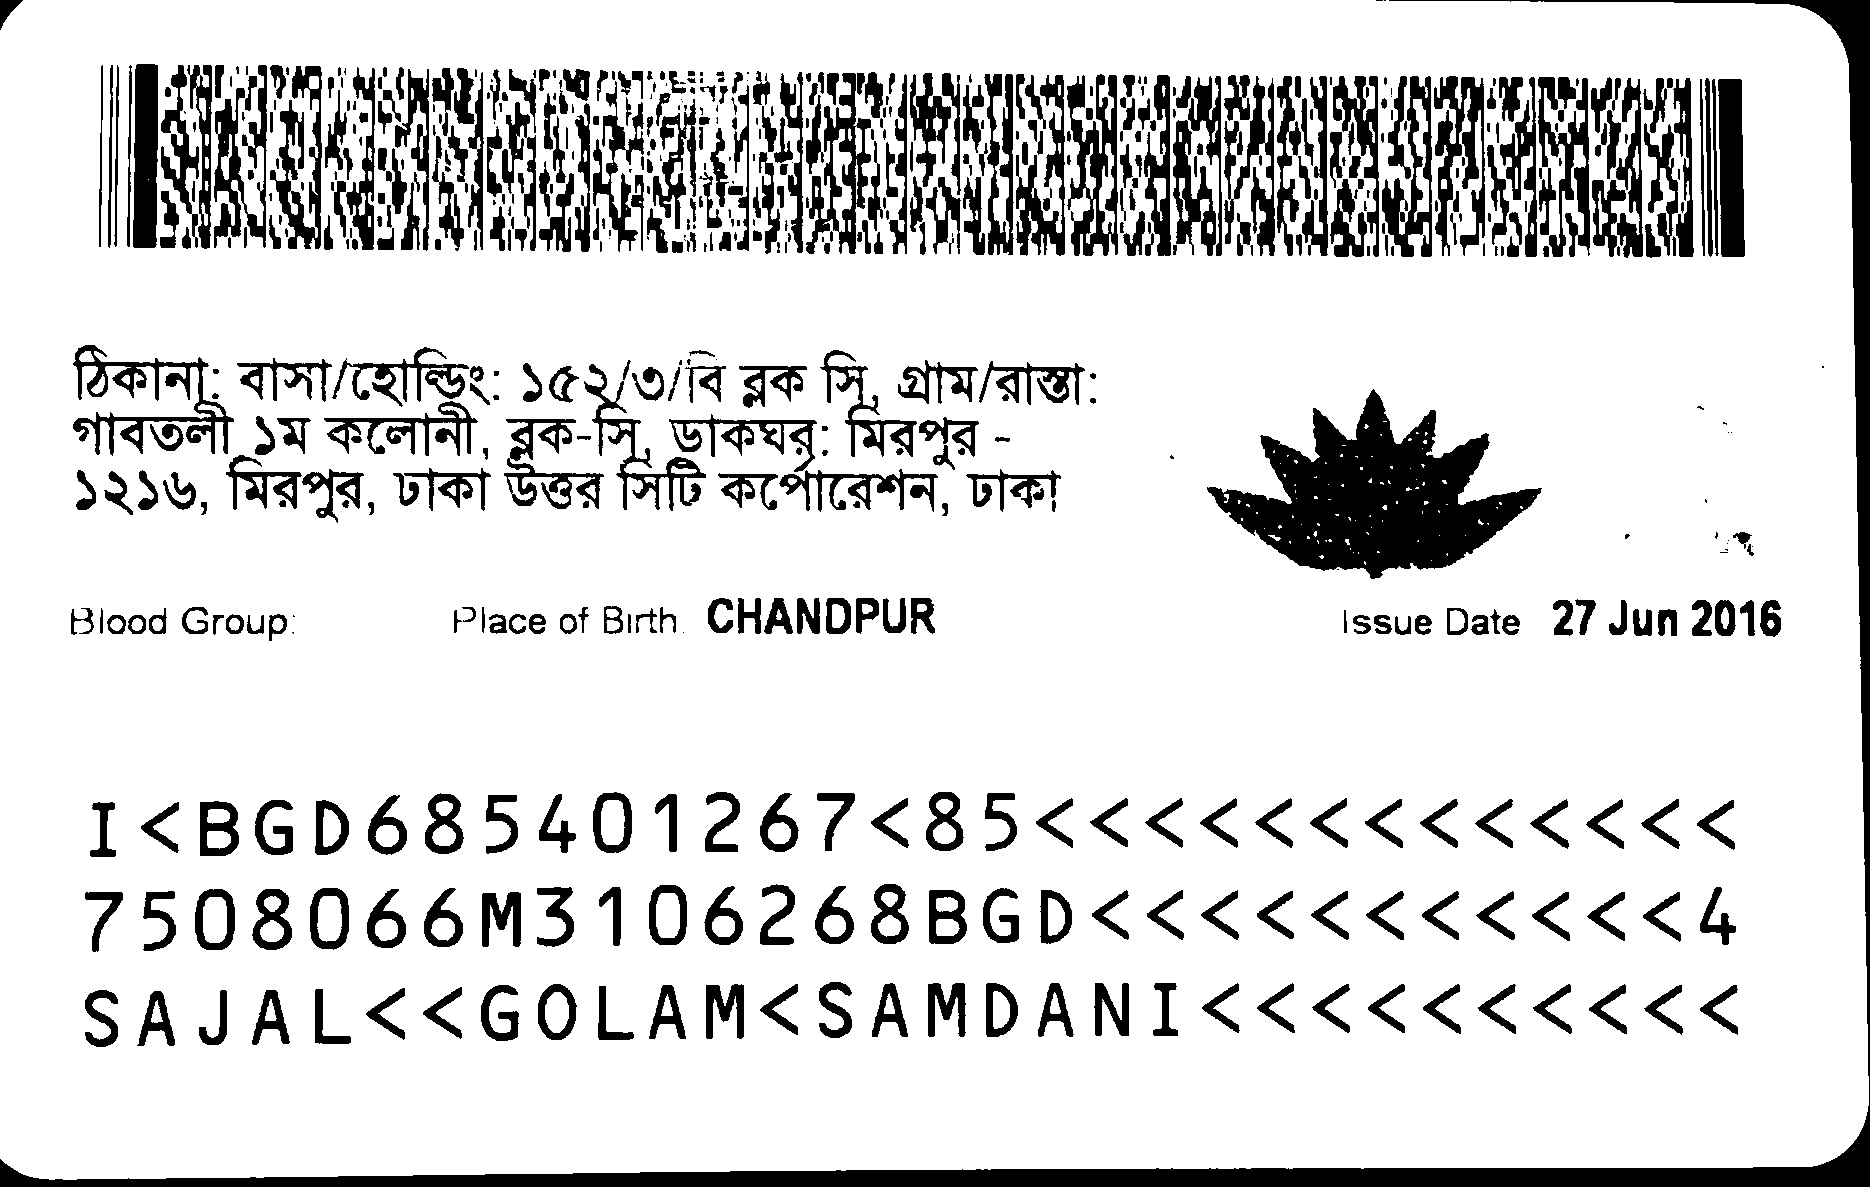 ঠিকানা: বাসা/হোল্ডিং: ১৫২/৩/বি ব্লক সি, গ্রাম/রাস্তা:
গাবতলী ১ম কলোনী, ব্লক-সি, ডাকঘর: মিরপুর -
১২১৬, মিরপুর, ঢাকা উত্তর সিটি কর্পোরেশন, ঢাকা
Blood Group: Place of Birth CHANDPUR Issue Date 27 Jun 2016
I<BGD685401267<85<<<<<<<<<<<<<
7508066M3106268BGD<<<<<<<<<<<4
SAJAL<<GOLAM<SAMDANI<<<<<<<<<<